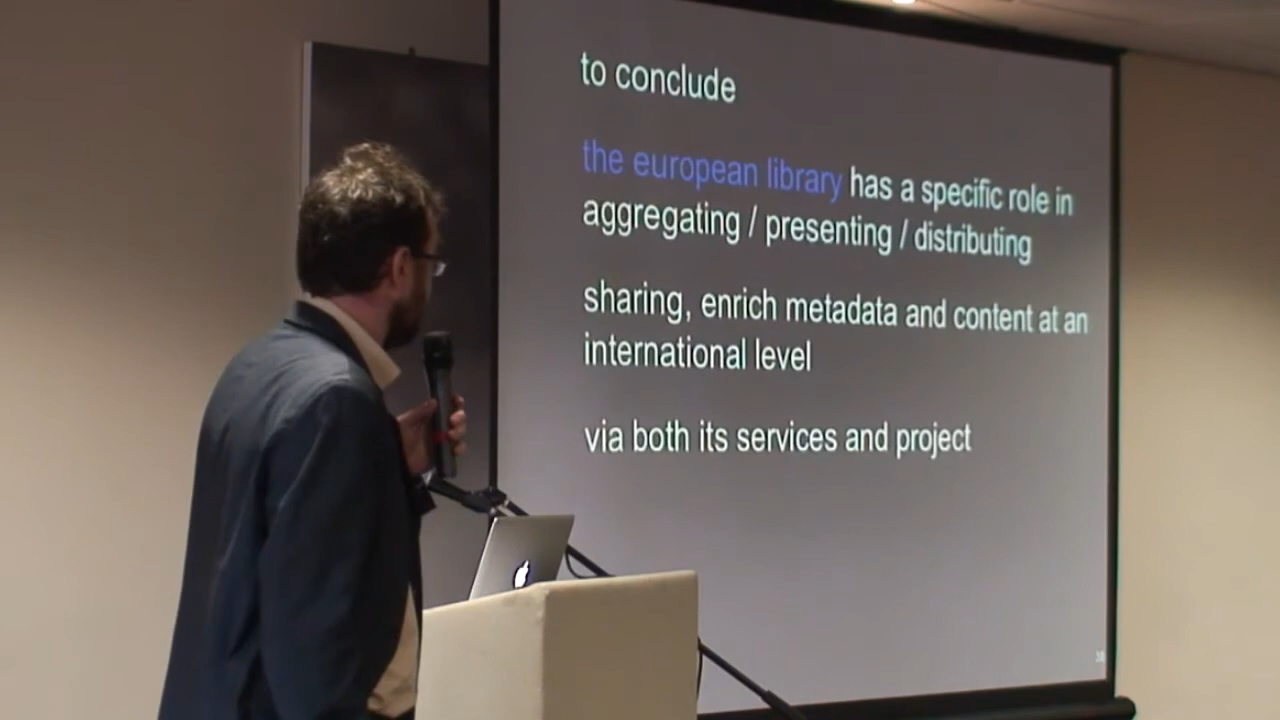 to conclude
the european library has a specific role in
aggregating / presenting / distributing
sharing, enrich metadata and content at an
international level
via both its services and project